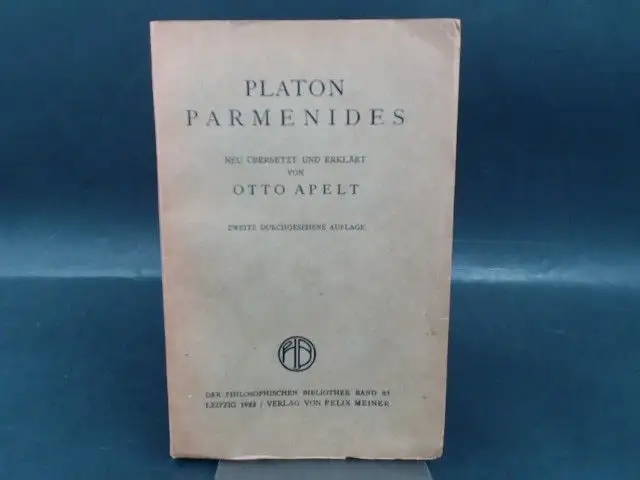 PLATON
PARMENIDES
NEU ÜBERSETZT UND ERKLÄRT
VON
OTTO APELT
ZWEITE DURCHGESEHENE AUFLAGE
DER PHILOSOPHISCHEN BIBLIOTHEK BAND 83
LEIPZIG 1922 / VERLAG VON FELIX MEINER